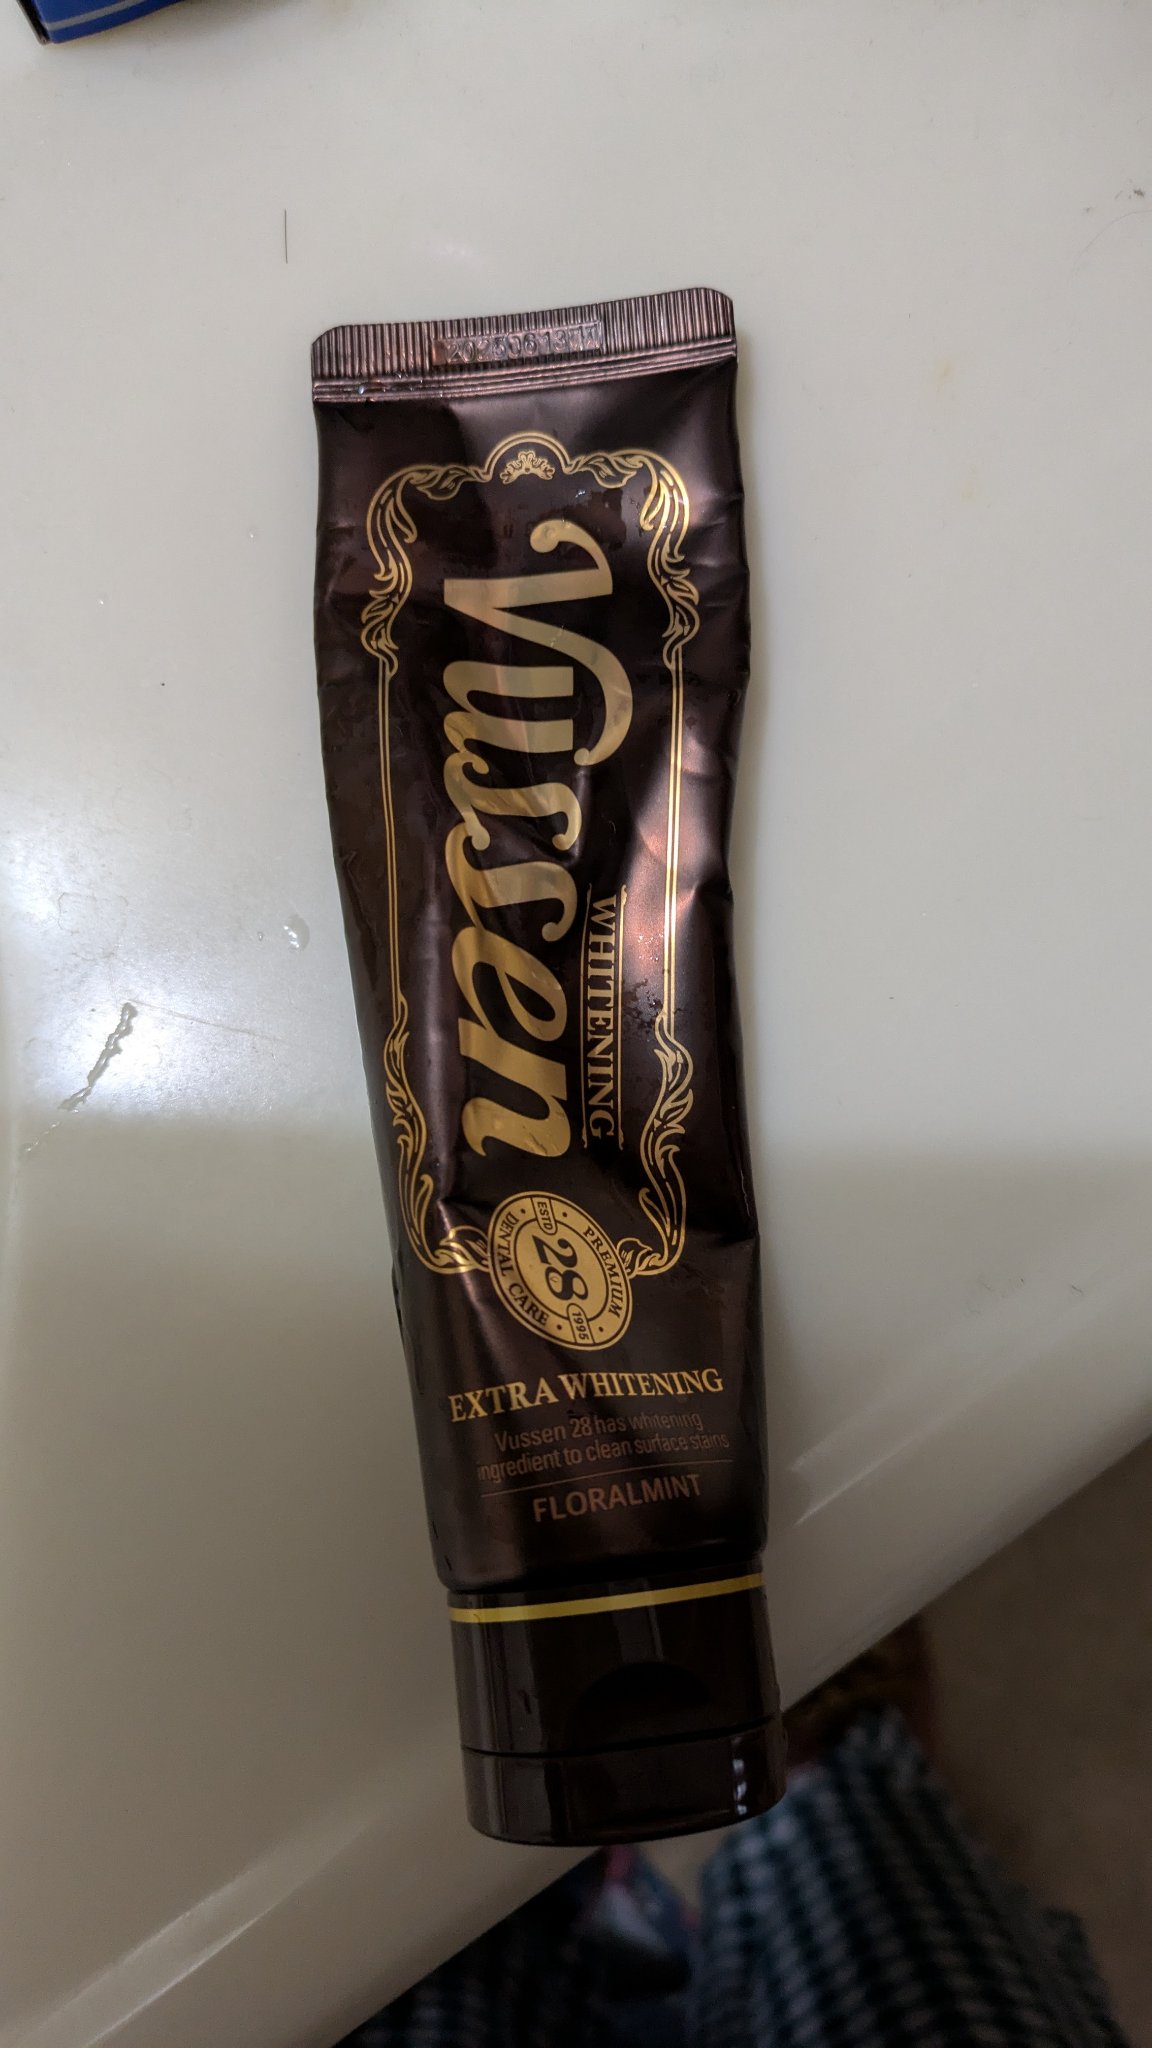 Vussen
WHITENING
PREMIUM
ESTD 28 1995
DENTAL CARE
EXTRA WHITENING
Vussen 28 has whitening
ingredient to clean surface stains
FLORALMINT